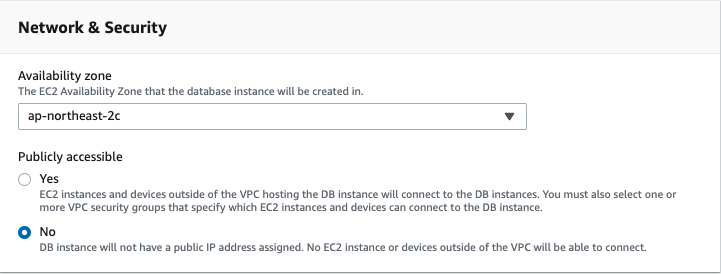 Network & Security
Availability zone
The EC2 Availability Zone that the database instance will be created in.
ap-northeast-2c
Publicly accessible
Yes
EC2 instances and devices outside of the VPC hosting the DB instance will connect to the DB instances. You must also select one or
more VPC security groups that specify which EC2 instances and devices can connect to the DB instance.
No
DB instance will not have a public IP address assigned. No EC2 instance or devices outside of the VPC will be able to connect.